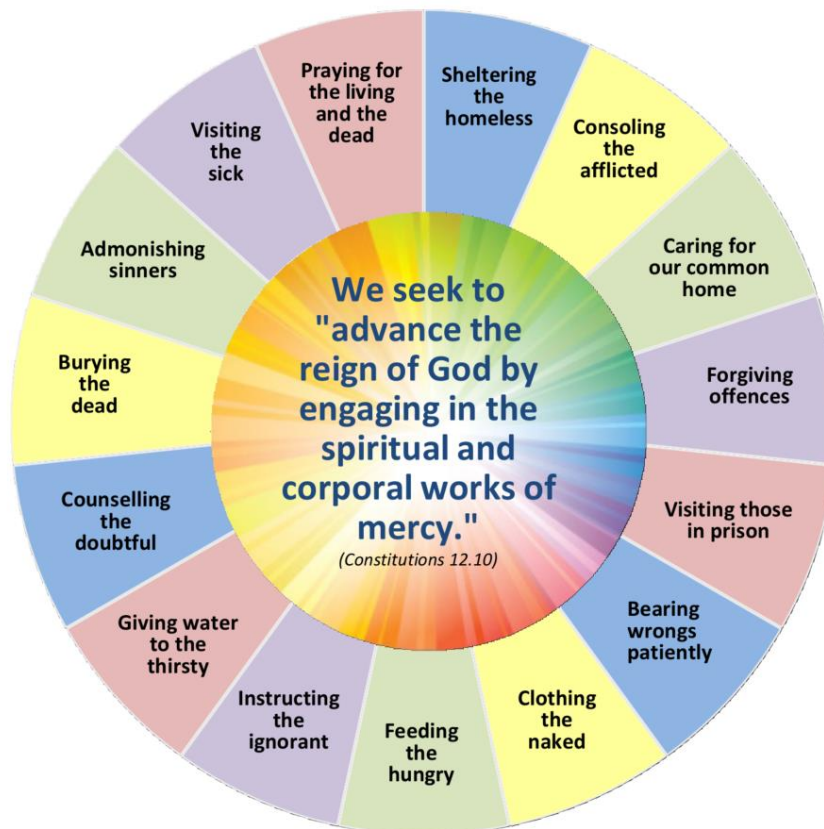 Praying for
the living
and the
dead
Sheltering
the
homeless
Consoling
the
afflicted
Caring for
our common
home
Forgiving
offences
Visiting those
in prison
Bearing
wrongs
patiently
Clothing
the
naked
Feeding
the
hungry
Instructing
the
ignorant
Giving water
to the
thirsty
Counselling
the
doubtful
Burying
the
dead
Admonishing
sinners
Visiting
the
sick
We seek to
"advance the
reign of God by
engaging in the
spiritual and
corporal works of
mercy."
(Constitutions 12.10)